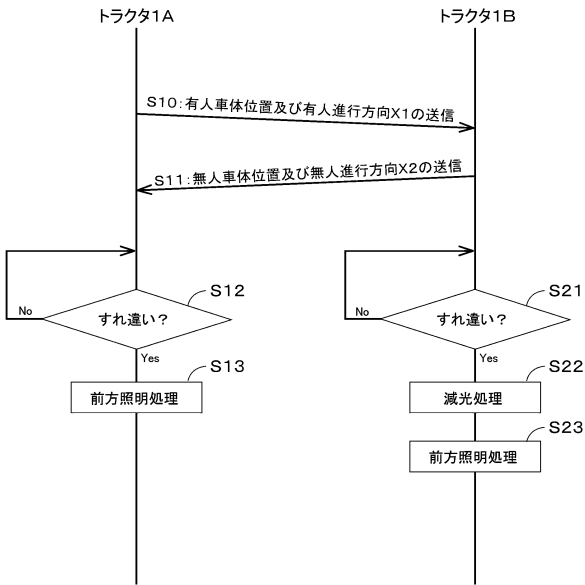 トラクタ1A
トラクタ1B
S10:有人車体位置及び有人進行方向X1の送信
S11:無人車体位置及び無人進行方向X2の送信
S12
S21
No
すれ違い?
No
すれ違い?
Yes
Yes
S13
S22
前方照明処理
減光処理
S23
前方照明処理